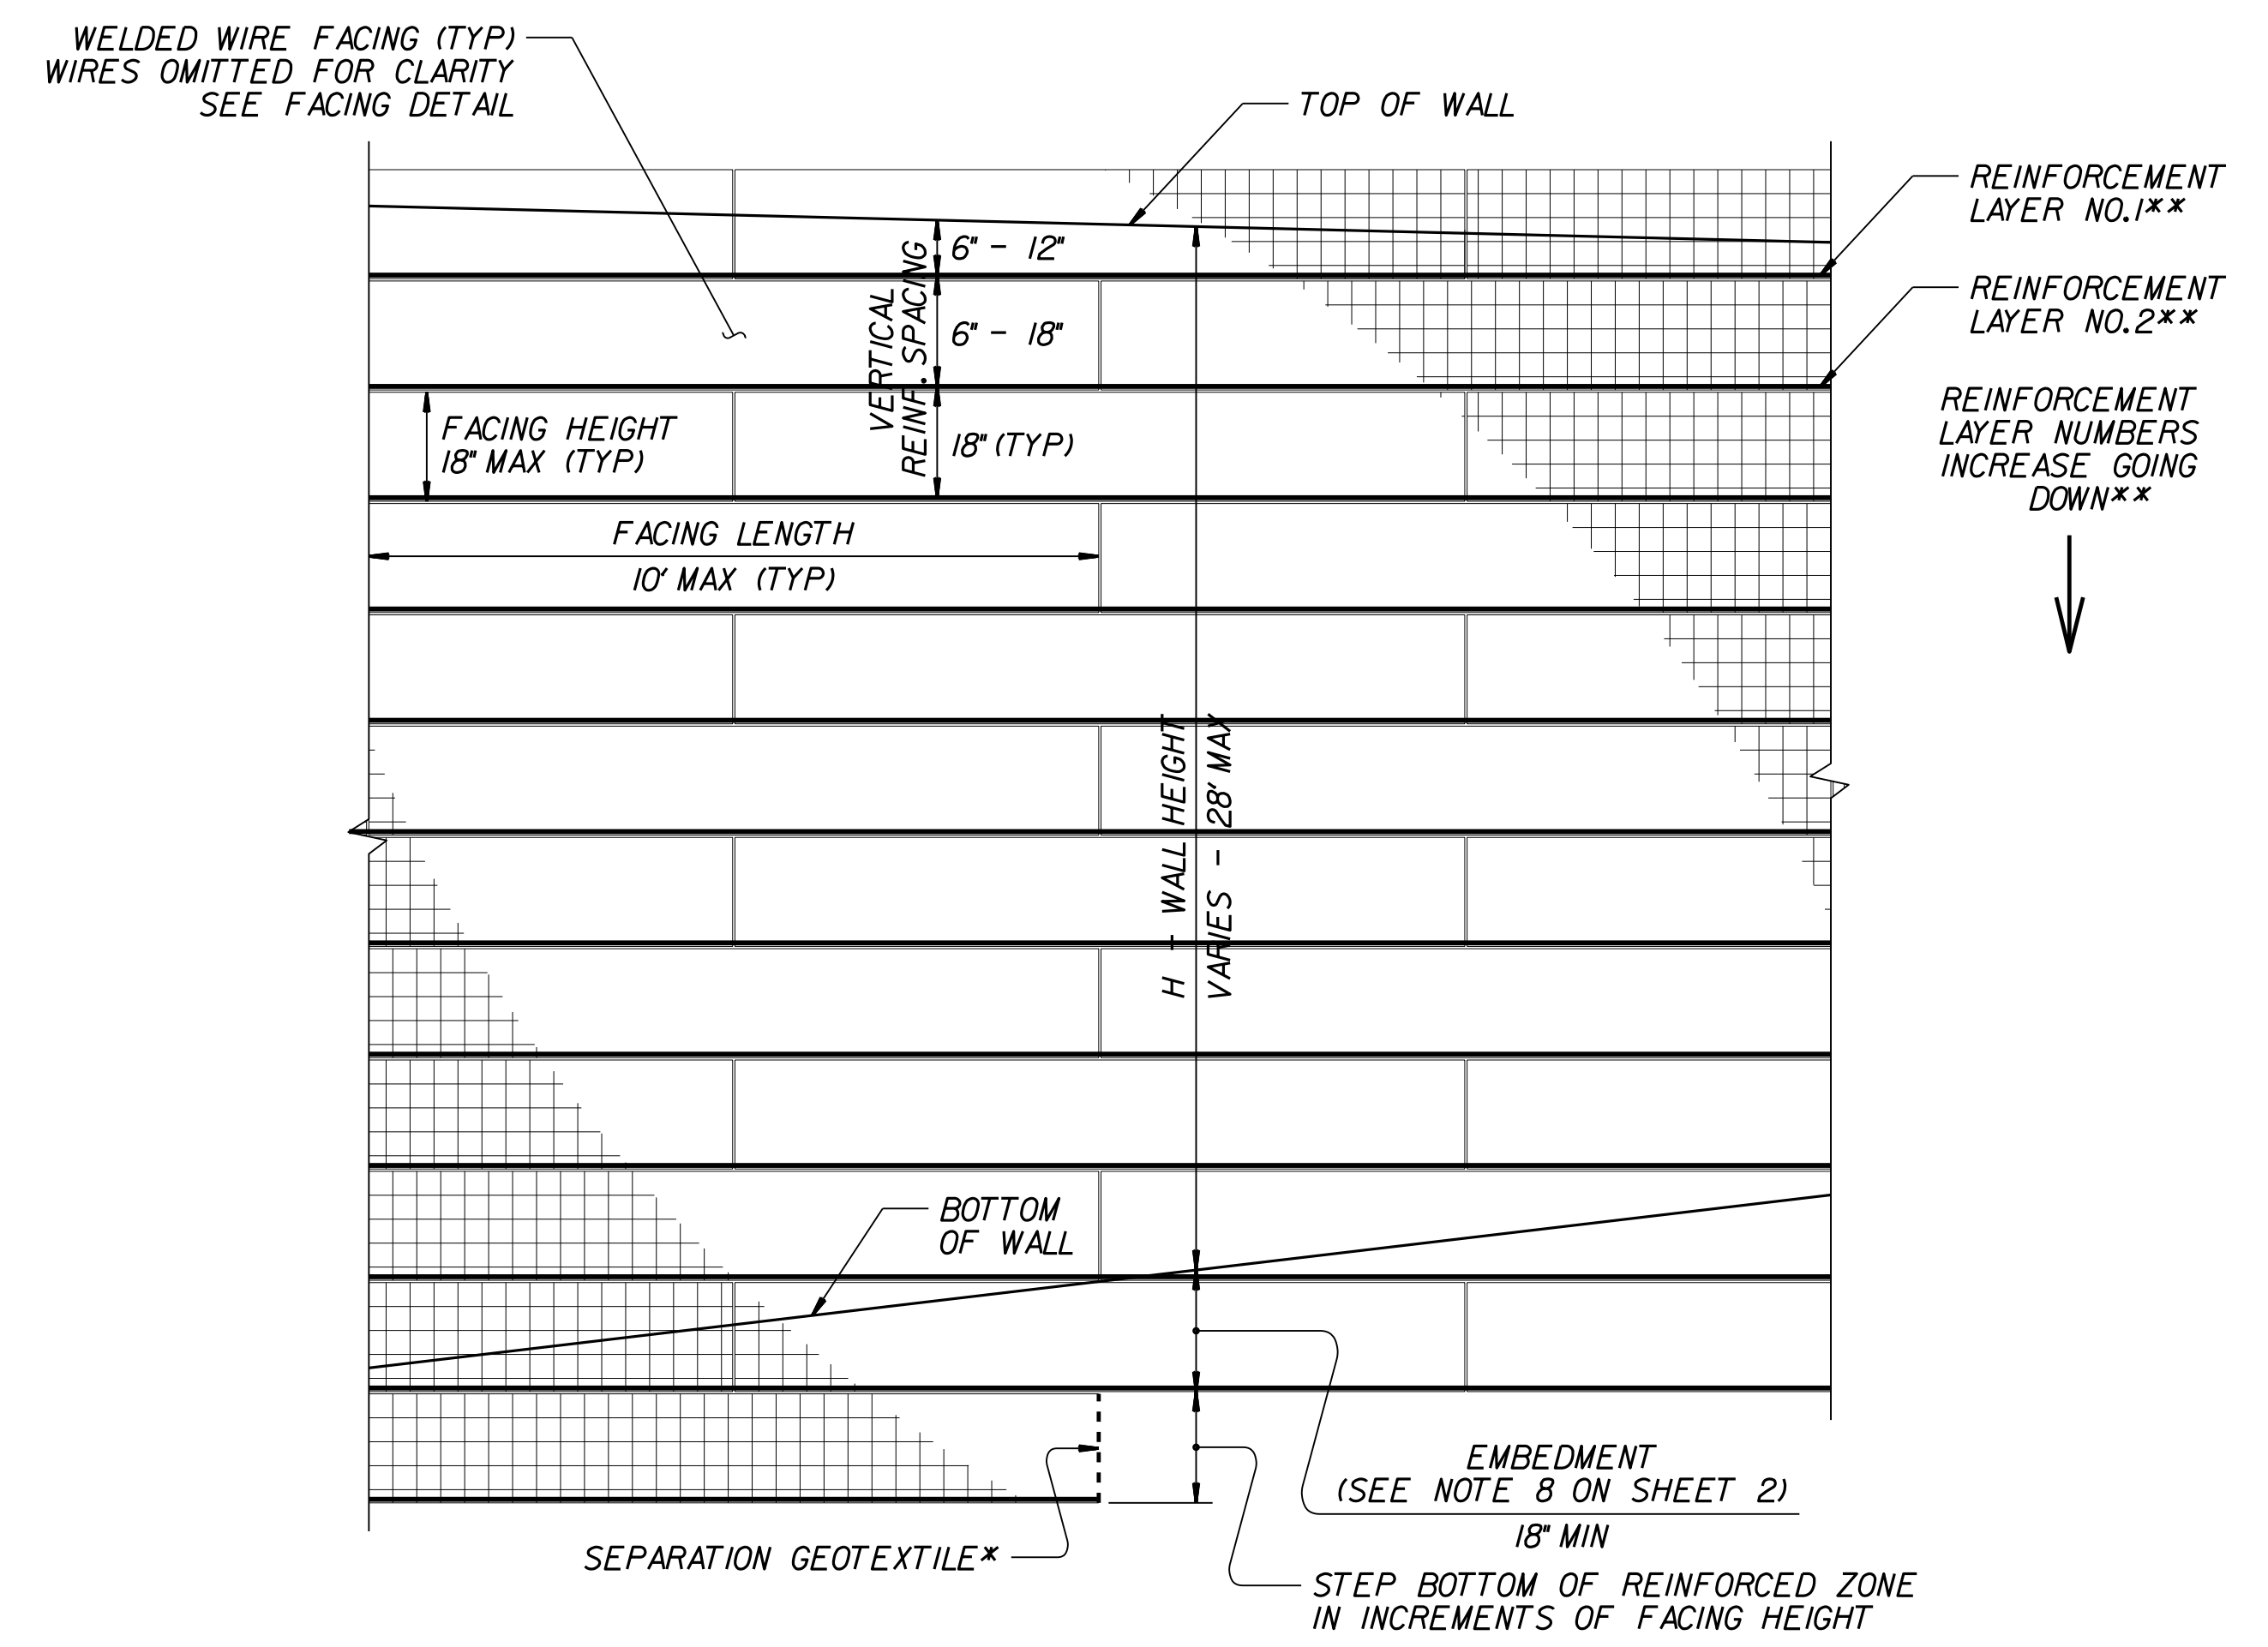 WELDED WIRE FACING (TYP)
WIRES OMITTED FOR CLARITY
SEE FACING DETAIL
TOP OF WALL
REINFORCEMENT
LAYER NO.1**
REINFORCEMENT
LAYER NO.2**
REINFORCEMENT
LAYER NUMBERS
INCREASE GOING
DOWN**
VERTICAL
REINF. SPACING
6" - 12"
6" - 18"
18" (TYP)
FACING HEIGHT
18" MAX (TYP)
FACING LENGTH
10' MAX (TYP)
H - WALL HEIGHT
VARIES - 28' MAX
BOTTOM
OF WALL
EMBEDMENT
(SEE NOTE 8 ON SHEET 2)
18" MIN
SEPARATION GEOTEXTILE*
STEP BOTTOM OF REINFORCED ZONE
IN INCREMENTS OF FACING HEIGHT